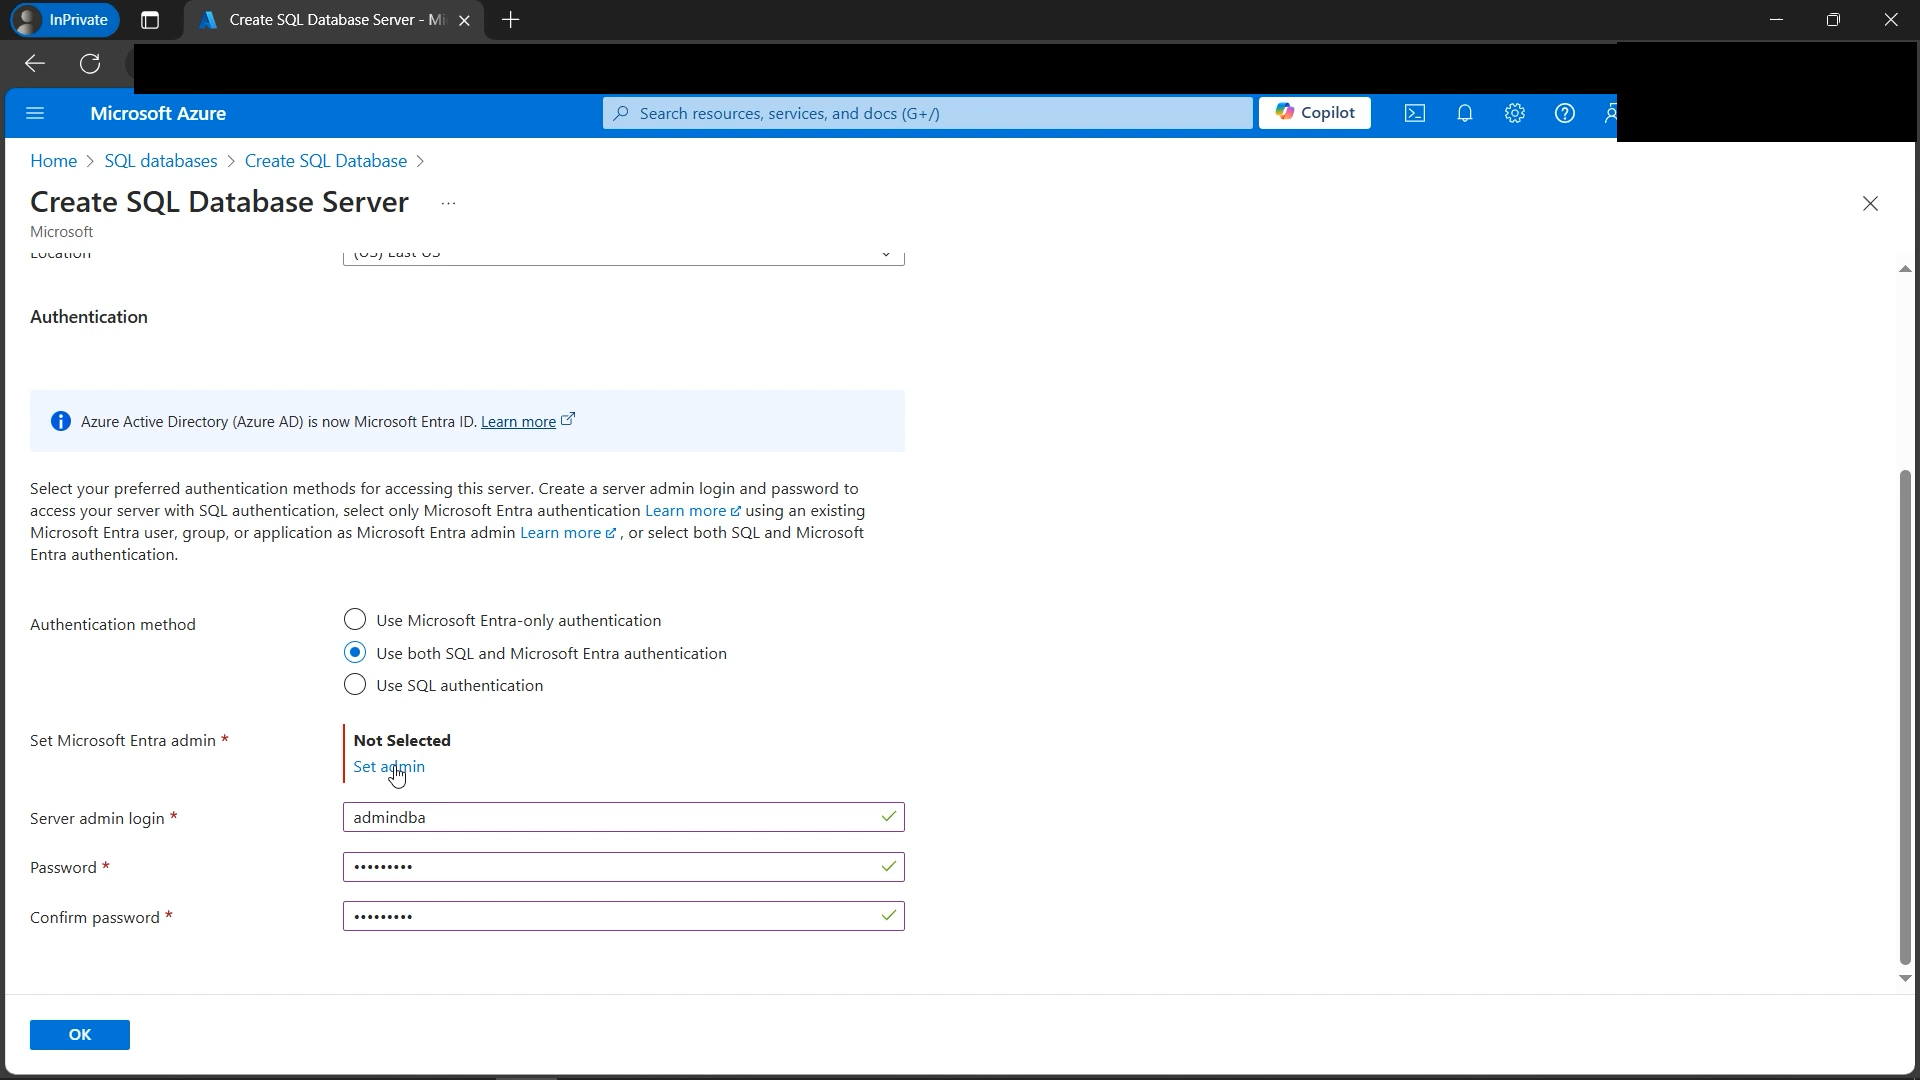 InPrivate
Create SQL Database Server - Mi
Microsoft Azure
Search resources, services, and docs (G+/)
Copilot
Home > SQL databases > Create SQL Database >
Create SQL Database Server ...
Microsoft
Location
(US) East US
Authentication
Azure Active Directory (Azure AD) is now Microsoft Entra ID. Learn more
Select your preferred authentication methods for accessing this server. Create a server admin login and password to
access your server with SQL authentication, select only Microsoft Entra authentication Learn more using an existing
Microsoft Entra user, group, or application as Microsoft Entra admin Learn more , or select both SQL and Microsoft
Entra authentication.
Authentication method
Use Microsoft Entra-only authentication
Use both SQL and Microsoft Entra authentication
Use SQL authentication
Set Microsoft Entra admin *
Not Selected
Set admin
Server admin login *
admindba
Password *
•••••••••
Confirm password *
•••••••••
OK